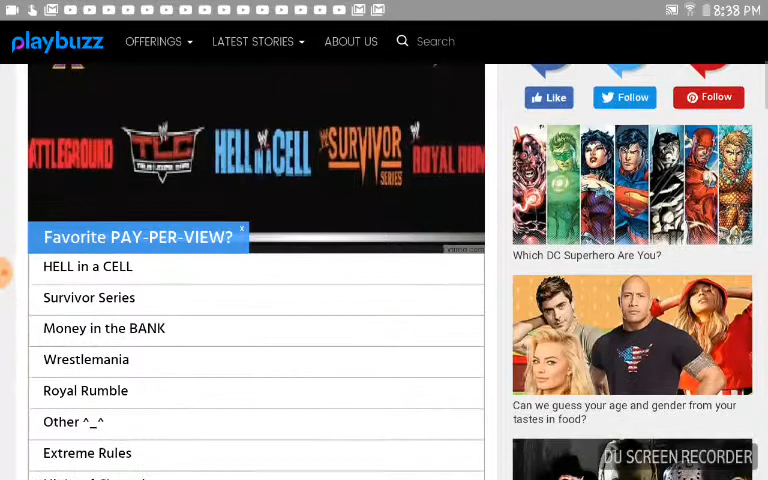 8:38 PM
playbuzz OFFERINGS LATEST STORIES ABOUT US Search
Like Follow Follow
ATTLEGROUND TLC HELL IN A CELL SURVIVOR SERIES ROYAL RUM
Favorite PAY-PER-VIEW? x
HELL in a CELL
Survivor Series
Money in the BANK
Wrestlemania
Royal Rumble
Other ^_^
Extreme Rules
Which DC Superhero Are You?
Can we guess your age and gender from your
tastes in food?
DU SCREEN RECORDER